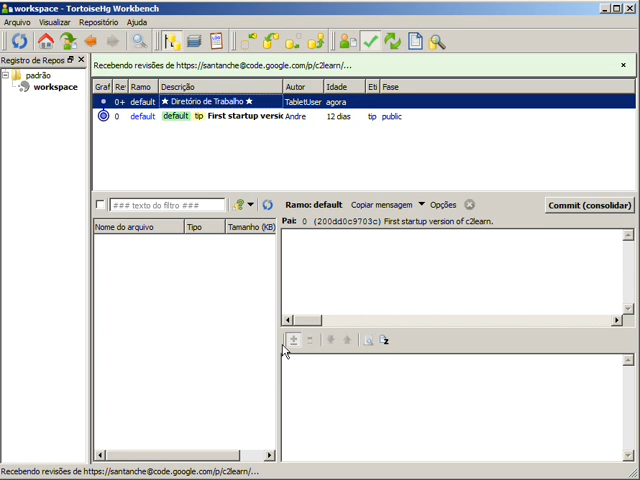 workspace - TortoiseHg Workbench
Arquivo Visualizar Repositório Ajuda
Registro de Repos
padrão
workspace
Recebendo revisões de https://santanche@code.google.com/p/c2learn/...
Graf Re Ramo Descrição Autor Idade Eti Fase
0+ default ★ Diretório de Trabalho ★ TabletUser agora
0 default default tip First startup versic Andre 12 dias tip public
### texto do filtro ###
Nome do arquivo Tipo Tamanho (KB)
Ramo: default Copiar mensagem Opções Commit (consolidar)
Pai: 0 (200dd0c9703c) First startup version of c2learn.
Recebendo revisões de https://santanche@code.google.com/p/c2learn/...